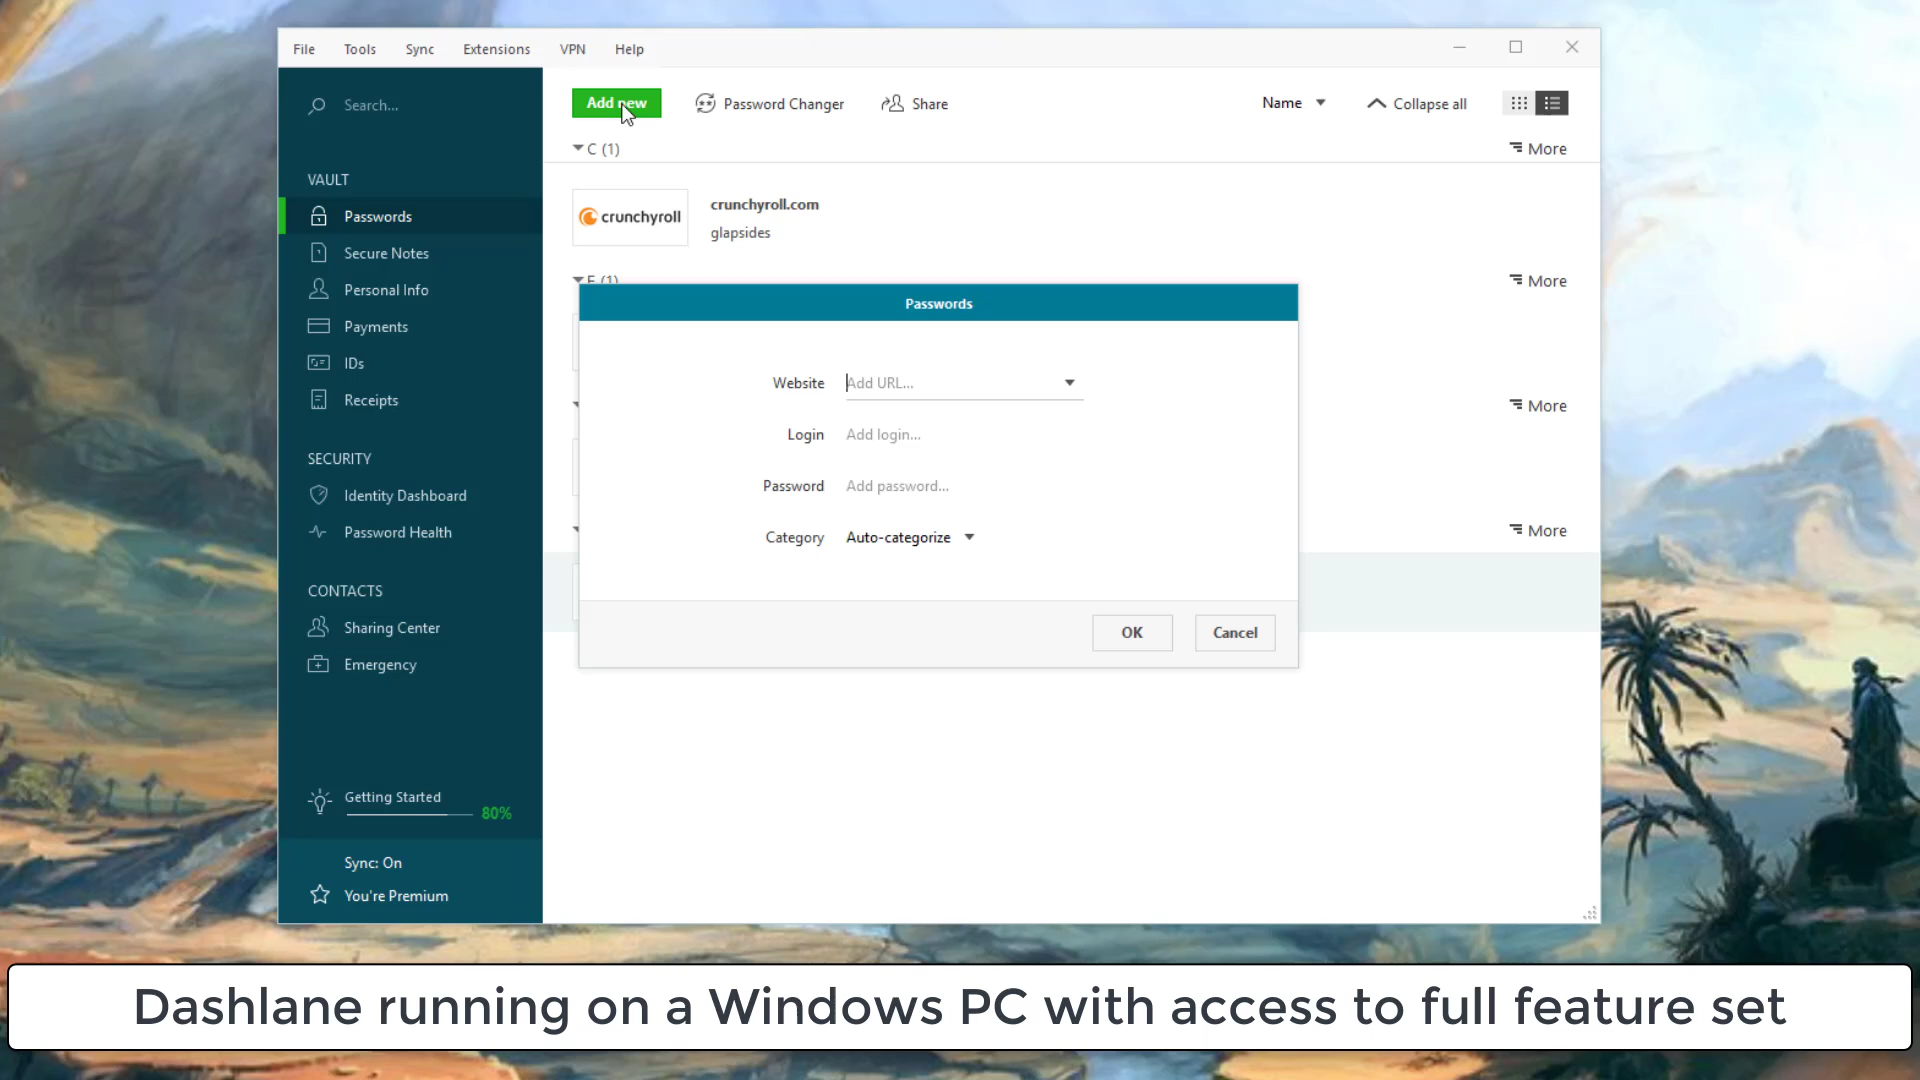 File Tools Sync Extensions VPN Help
Search...
Add new Password Changer Share Name Collapse all
C (1) More
VAULT
Passwords
Secure Notes
Personal Info
Payments
IDs
Receipts
SECURITY
Identity Dashboard
Password Health
CONTACTS
Sharing Center
Emergency
Getting Started
80%
Sync: On
You're Premium
crunchyroll
crunchyroll.com
glapsides
(1) More
More
More
Passwords
Website Add URL...
Login Add login...
Password Add password...
Category Auto-categorize
OK Cancel
Dashlane running on a Windows PC with access to full feature set